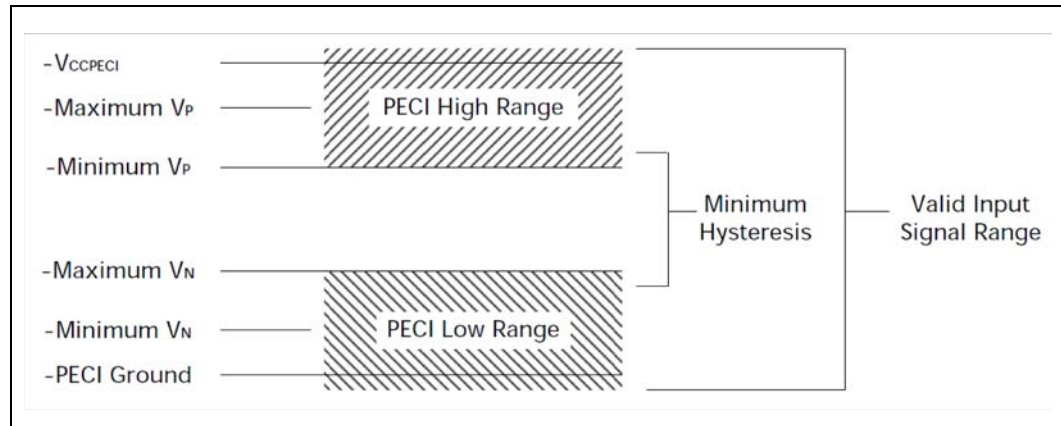 -VCCPECI
-Maximum VP
PECI High Range
-Minimum VP
Minimum
Hysteresis
Valid Input
Signal Range
-Maximum VN
-Minimum VN
PECI Low Range
-PECI Ground